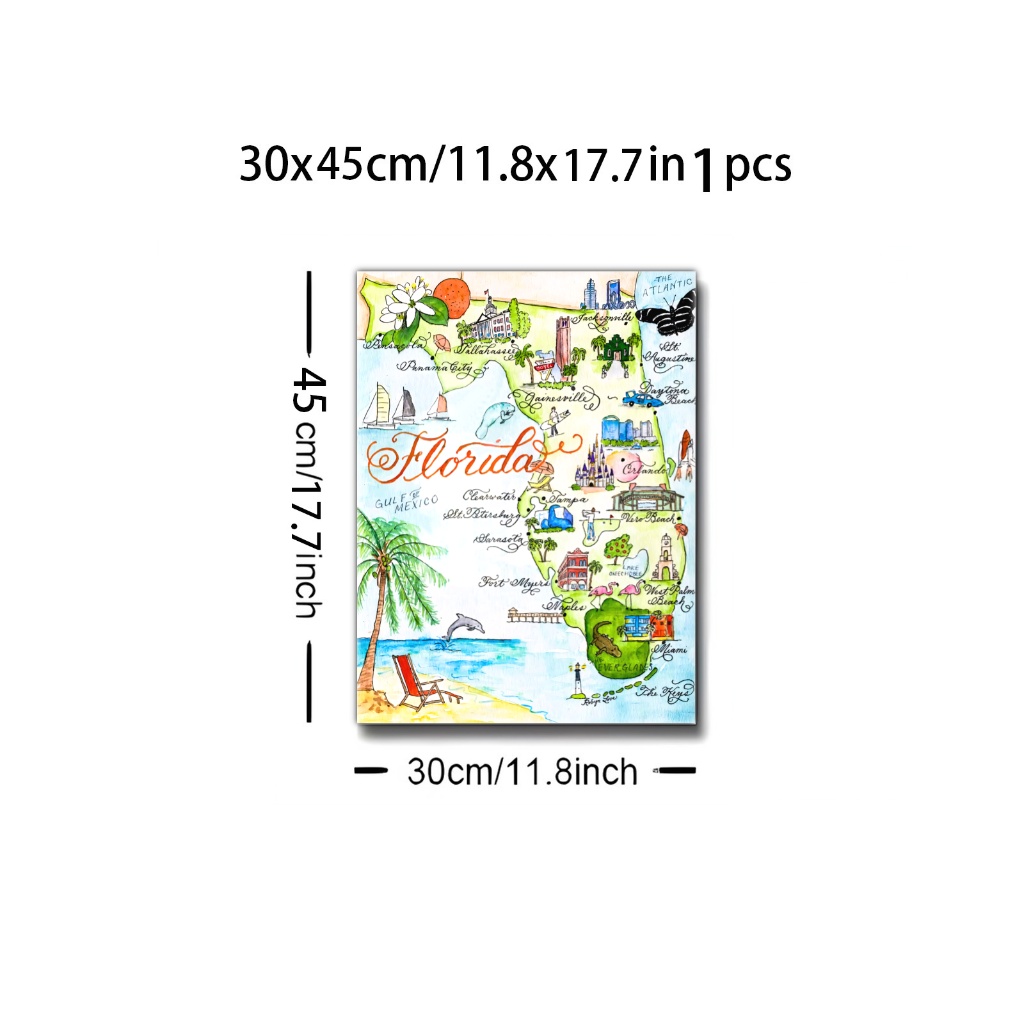 30x45cm/11.8x17.7in 1 pcs
45 cm/17.7inch
THE
ATLANTIC
Jacksonville
Pensacola
Tallahassee
St.
Augustine
Panama City
Gainesville
Daytona
Beach
Florida
Orlando
GULF OF
MEXICO
Clearwater
Tampa
St. Petersburg
Vero Beach
Sarasota
LAKE
OKEECHOBEE
Fort Myers
West Palm
Beach
Naples
Miami
EVERGLADES
The Keys
30cm/11.8inch